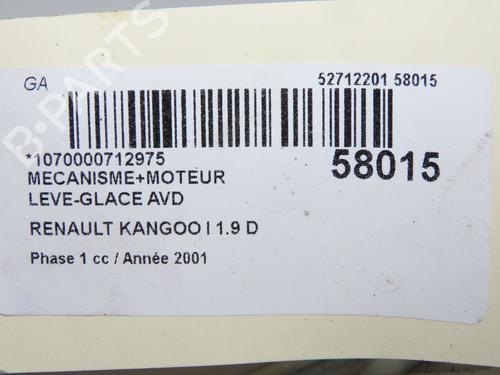 GA
52712201 58015
*1070000712975
58015
MECANISME+MOTEUR
LEVE-GLACE AVD
RENAULT KANGOO I 1.9 D
Phase 1 cc / Année 2001
B-PARTS